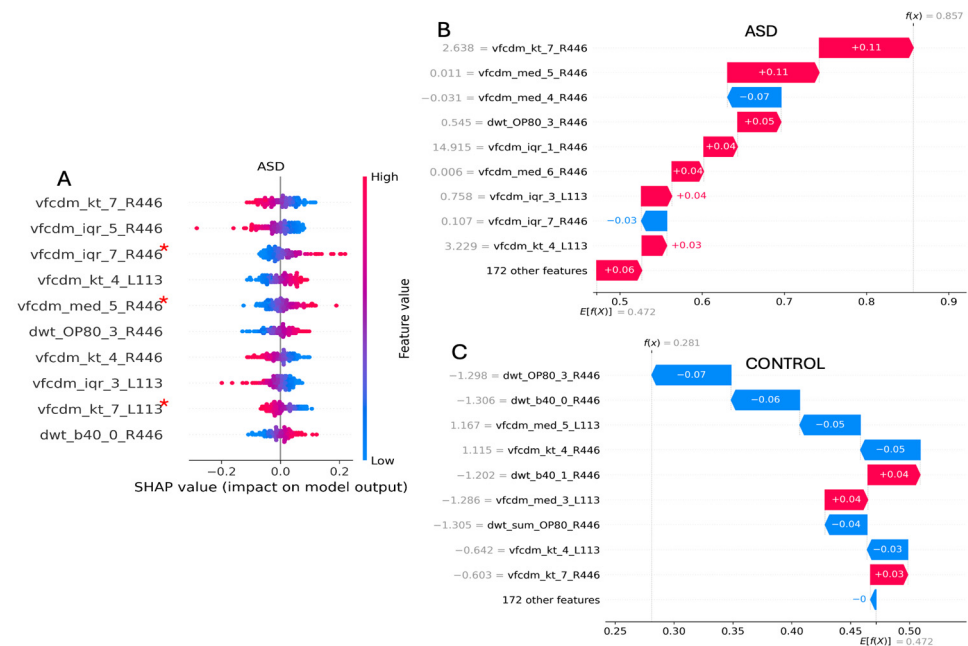 A
ASD
vfcdm_kt_7_R446
vfcdm_iqr_5_R446
vfcdm_iqr_7_R446*
vfcdm_kt_4_L113
vfcdm_med_5_R446*
dwt_OP80_3_R446
vfcdm_kt_4_R446
vfcdm_iqr_3_L113
vfcdm_kt_7_L113*
dwt_b40_0_R446
−0.2 0.0 0.2
SHAP value (impact on model output)
High
Feature value
Low
B
ASD
f(x) = 0.857
2.638 = vfcdm_kt_7_R446 +0.11
0.011 = vfcdm_med_5_R446 +0.11
−0.031 = vfcdm_med_4_R446 −0.07
0.545 = dwt_OP80_3_R446 +0.05
14.915 = vfcdm_iqr_1_R446 +0.04
0.006 = vfcdm_med_6_R446 +0.04
0.758 = vfcdm_iqr_3_L113 +0.04
0.107 = vfcdm_iqr_7_R446 −0.03
3.229 = vfcdm_kt_4_L113 +0.03
172 other features +0.06
0.5 0.6 0.7 0.8 0.9
E[f(X)] = 0.472
C
CONTROL
f(x) = 0.281
−1.298 = dwt_OP80_3_R446 −0.07
−1.306 = dwt_b40_0_R446 −0.06
1.167 = vfcdm_med_5_L113 −0.05
1.115 = vfcdm_kt_4_R446 −0.05
−1.202 = dwt_b40_1_R446 +0.04
−1.286 = vfcdm_med_3_L113 +0.04
−1.305 = dwt_sum_OP80_R446 −0.04
−0.642 = vfcdm_kt_4_L113 −0.03
−0.603 = vfcdm_kt_7_R446 +0.03
172 other features −0
0.25 0.30 0.35 0.40 0.45 0.50
E[f(X)] = 0.472